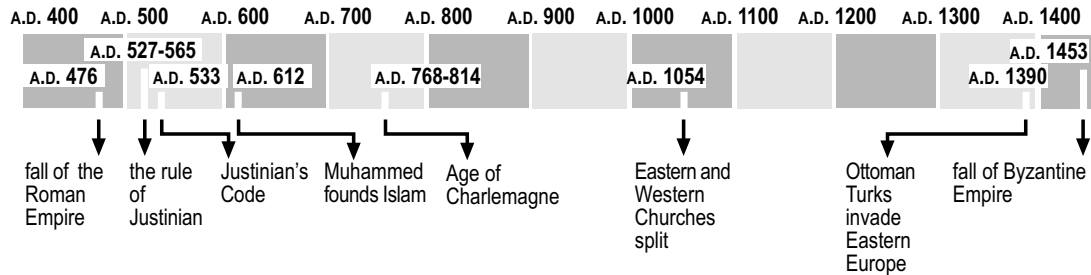 A.D. 400 A.D. 500 A.D. 600 A.D. 700 A.D. 800 A.D. 900 A.D. 1000 A.D. 1100 A.D. 1200 A.D. 1300 A.D. 1400
A.D. 527-565
A.D. 1453
A.D. 476
A.D. 533
A.D. 612
A.D. 768-814
A.D. 1054
A.D. 1390
fall of the
Roman
Empire
the rule
of
Justinian
Justinian's
Code
Muhammed
founds Islam
Age of
Charlemagne
Eastern and
Western
Churches
split
Ottoman
Turks
invade
Eastern
Europe
fall of Byzantine
Empire